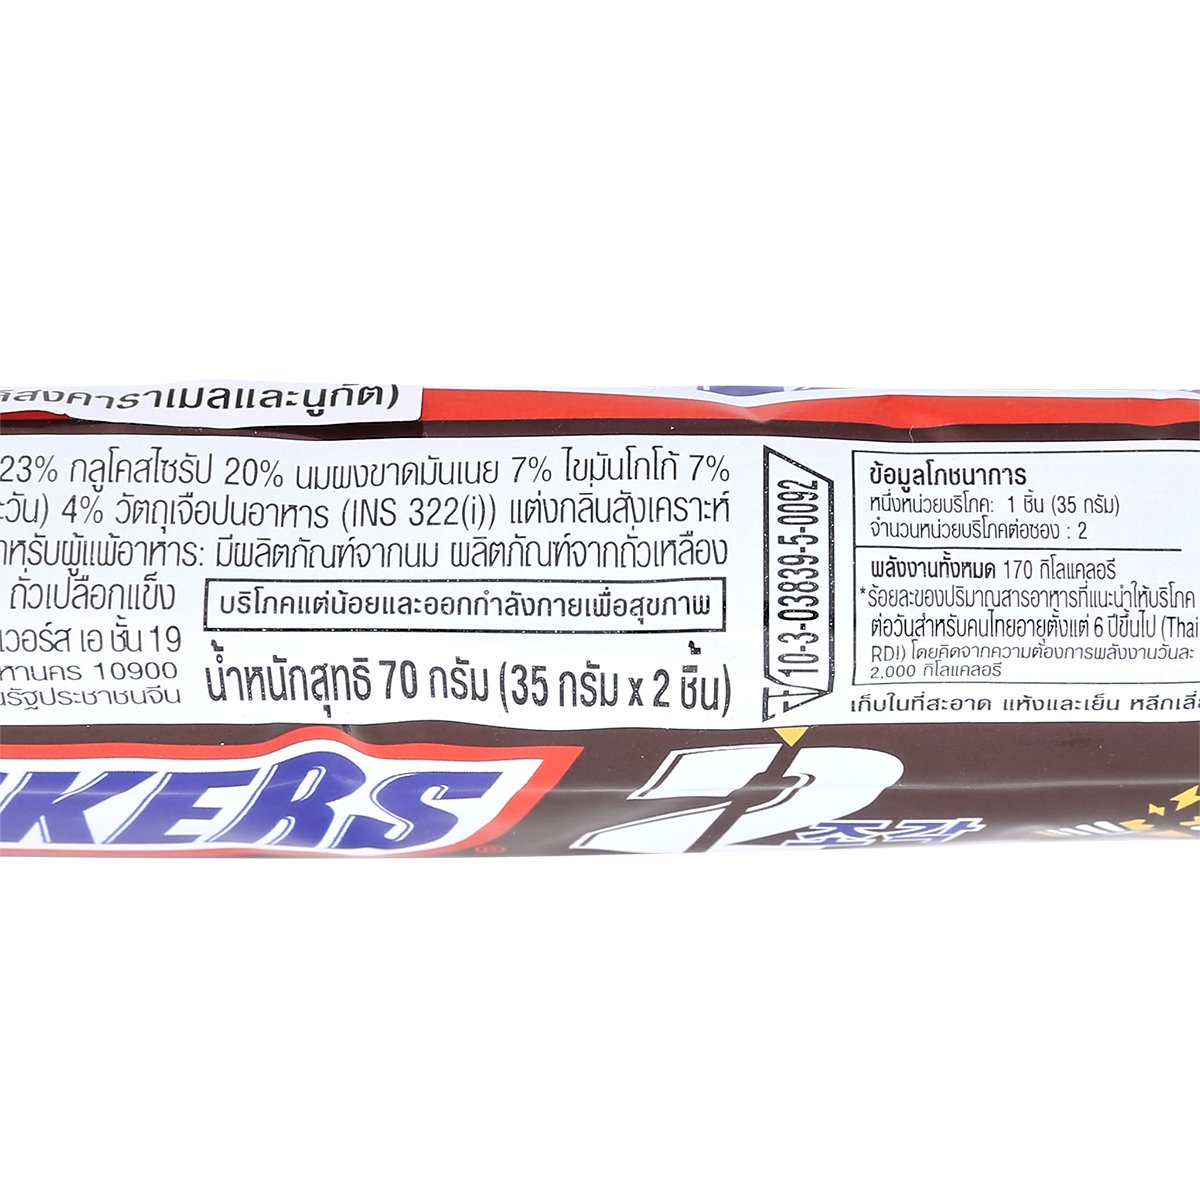 คาราเมลและนูกัต)
23% กลูโคสไซรัป 20% นมผงขาดมันเนย 7% ไขมันโกโก้ 7%
ะวัน) 4% วัตถุเจือปนอาหาร (INS 322(i)) แต่งกลิ่นสังเคราะห์
ำหรับผู้แพ้อาหาร: มีผลิตภัณฑ์จากนม ผลิตภัณฑ์จากถั่วเหลือง
ถั่วเปลือกแข็ง
บริโภคแต่น้อยและออกกำลังกายเพื่อสุขภาพ
เวอร์ส เอ ชั้น 19
หานคร 10900
นรัฐประชาชนจีน
น้ำหนักสุทธิ 70 กรัม (35 กรัม x 2 ชิ้น)
10-3-03839-5-0092
ข้อมูลโภชนาการ
หนึ่งหน่วยบริโภค: 1 ชิ้น (35 กรัม)
จำนวนหน่วยบริโภคต่อซอง : 2
พลังงานทั้งหมด 170 กิโลแคลอรี
*ร้อยละของปริมาณสารอาหารที่แนะนำให้บริโภค
ต่อวันสำหรับคนไทยอายุตั้งแต่ 6 ปีขึ้นไป (Thai
RDI) โดยคิดจากความต้องการพลังงานวันละ
2,000 กิโลแคลอรี
เก็บในที่สะอาด แห้งและเย็น หลีกเลี่
KERS®
2조각